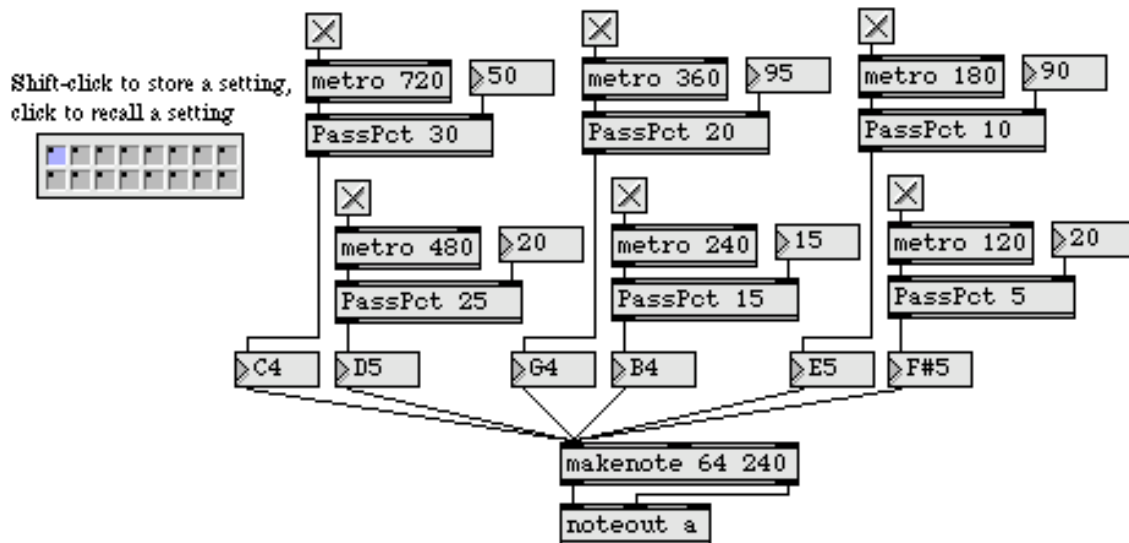 metro 720
50
metro 360
95
metro 180
90
Shift-click to store a setting,
click to recall a setting
PassPct 30
PassPct 20
PassPct 10
metro 480
20
metro 240
15
metro 120
20
PassPct 25
PassPct 15
PassPct 5
C4
D5
G4
B4
E5
F#5
makenote 64 240
noteout a